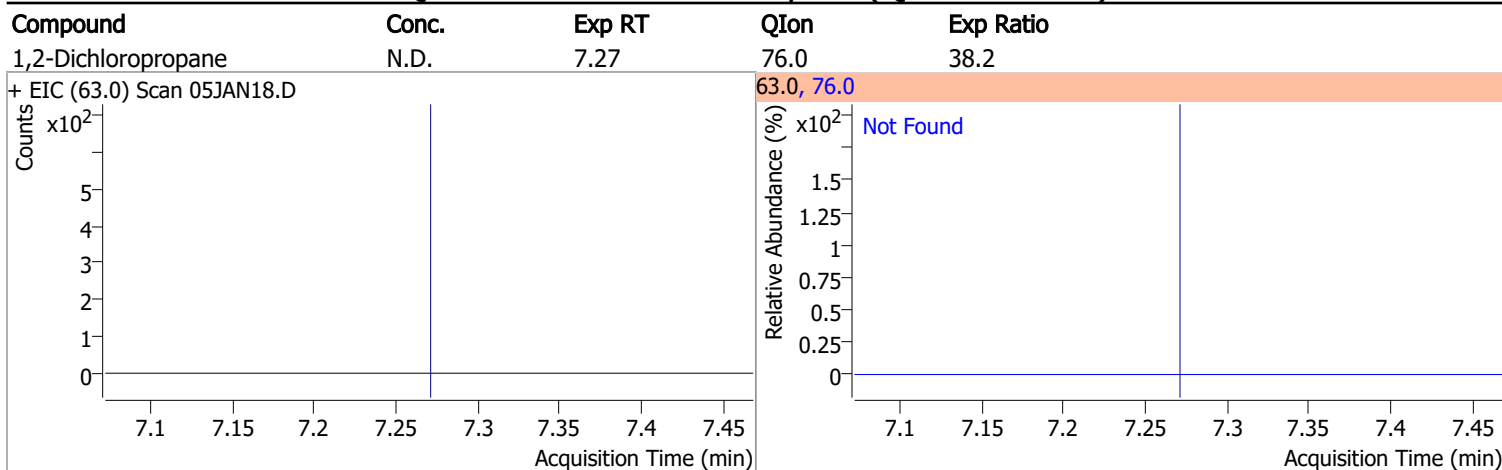 Compound Conc. Exp RT QIon Exp Ratio
1,2-Dichloropropane N.D. 7.27 76.0 38.2
+ EIC (63.0) Scan 05JAN18.D
Counts
x10²
5
4
3
2
1
0
7.1 7.15 7.2 7.25 7.3 7.35 7.4 7.45
Acquisition Time (min)
63.0, 76.0
Relative Abundance (%)
x10²
Not Found
1.5
1.25
1
0.75
0.5
0.25
0
7.1 7.15 7.2 7.25 7.3 7.35 7.4 7.45
Acquisition Time (min)